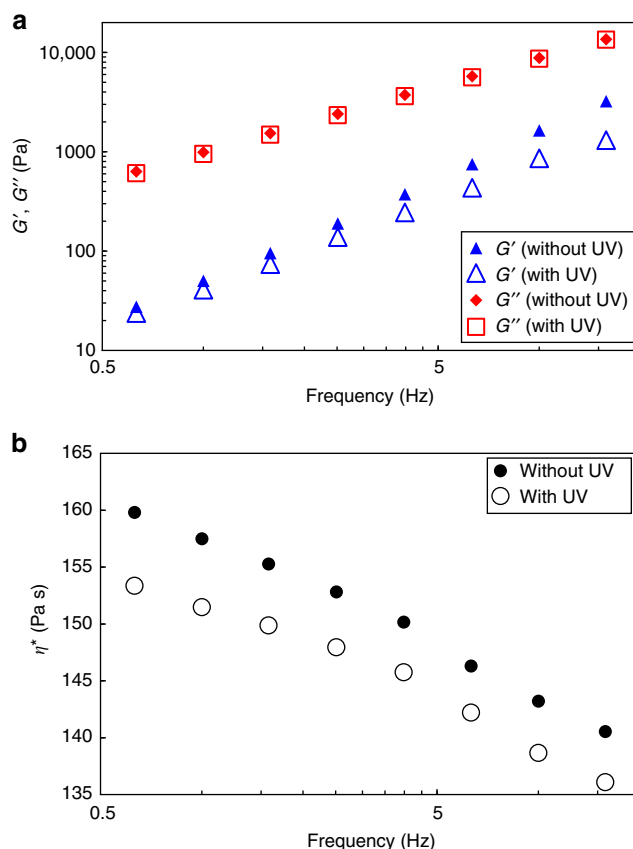 a
10,000
1000
100
10
G′, G″ (Pa)
G′ (without UV)
G′ (with UV)
G″ (without UV)
G″ (with UV)
0.5
5
Frequency (Hz)
b
165
160
155
150
145
140
135
η* (Pa s)
Without UV
With UV
0.5
5
Frequency (Hz)